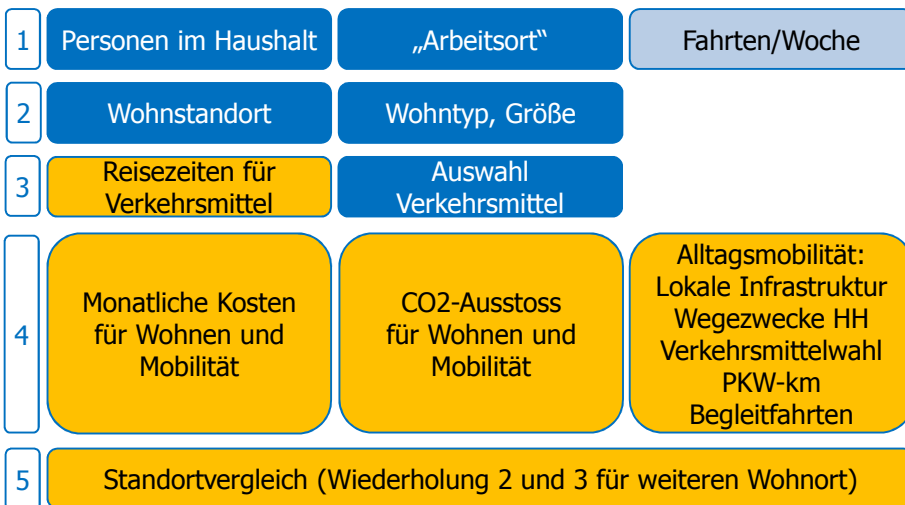 1
Personen im Haushalt
„Arbeitsort“
Fahrten/Woche
2
Wohnstandort
Wohntyp, Größe
3
Reisezeiten für
Verkehrsmittel
Auswahl
Verkehrsmittel
4
Monatliche Kosten
für Wohnen und
Mobilität
CO2-Ausstoss
für Wohnen und
Mobilität
Alltagsmobilität:
Lokale Infrastruktur
Wegezwecke HH
Verkehrsmittelwahl
PKW-km
Begleitfahrten
5
Standortvergleich (Wiederholung 2 und 3 für weiteren Wohnort)